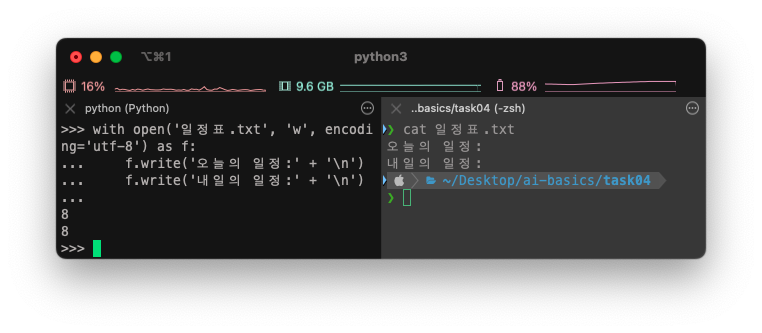 ⌥⌘1
python3
16%
9.6 GB
88%
python (Python)
>>> with open('일정표.txt', 'w', encodi
ng='utf-8') as f:
...     f.write('오늘의 일정:' + '\n')
...     f.write('내일의 일정:' + '\n')
...
8
8
>>>
..basics/task04 (-zsh)
❯ cat 일정표.txt
오늘의 일정:
내일의 일정:
~/Desktop/ai-basics/task04
❯